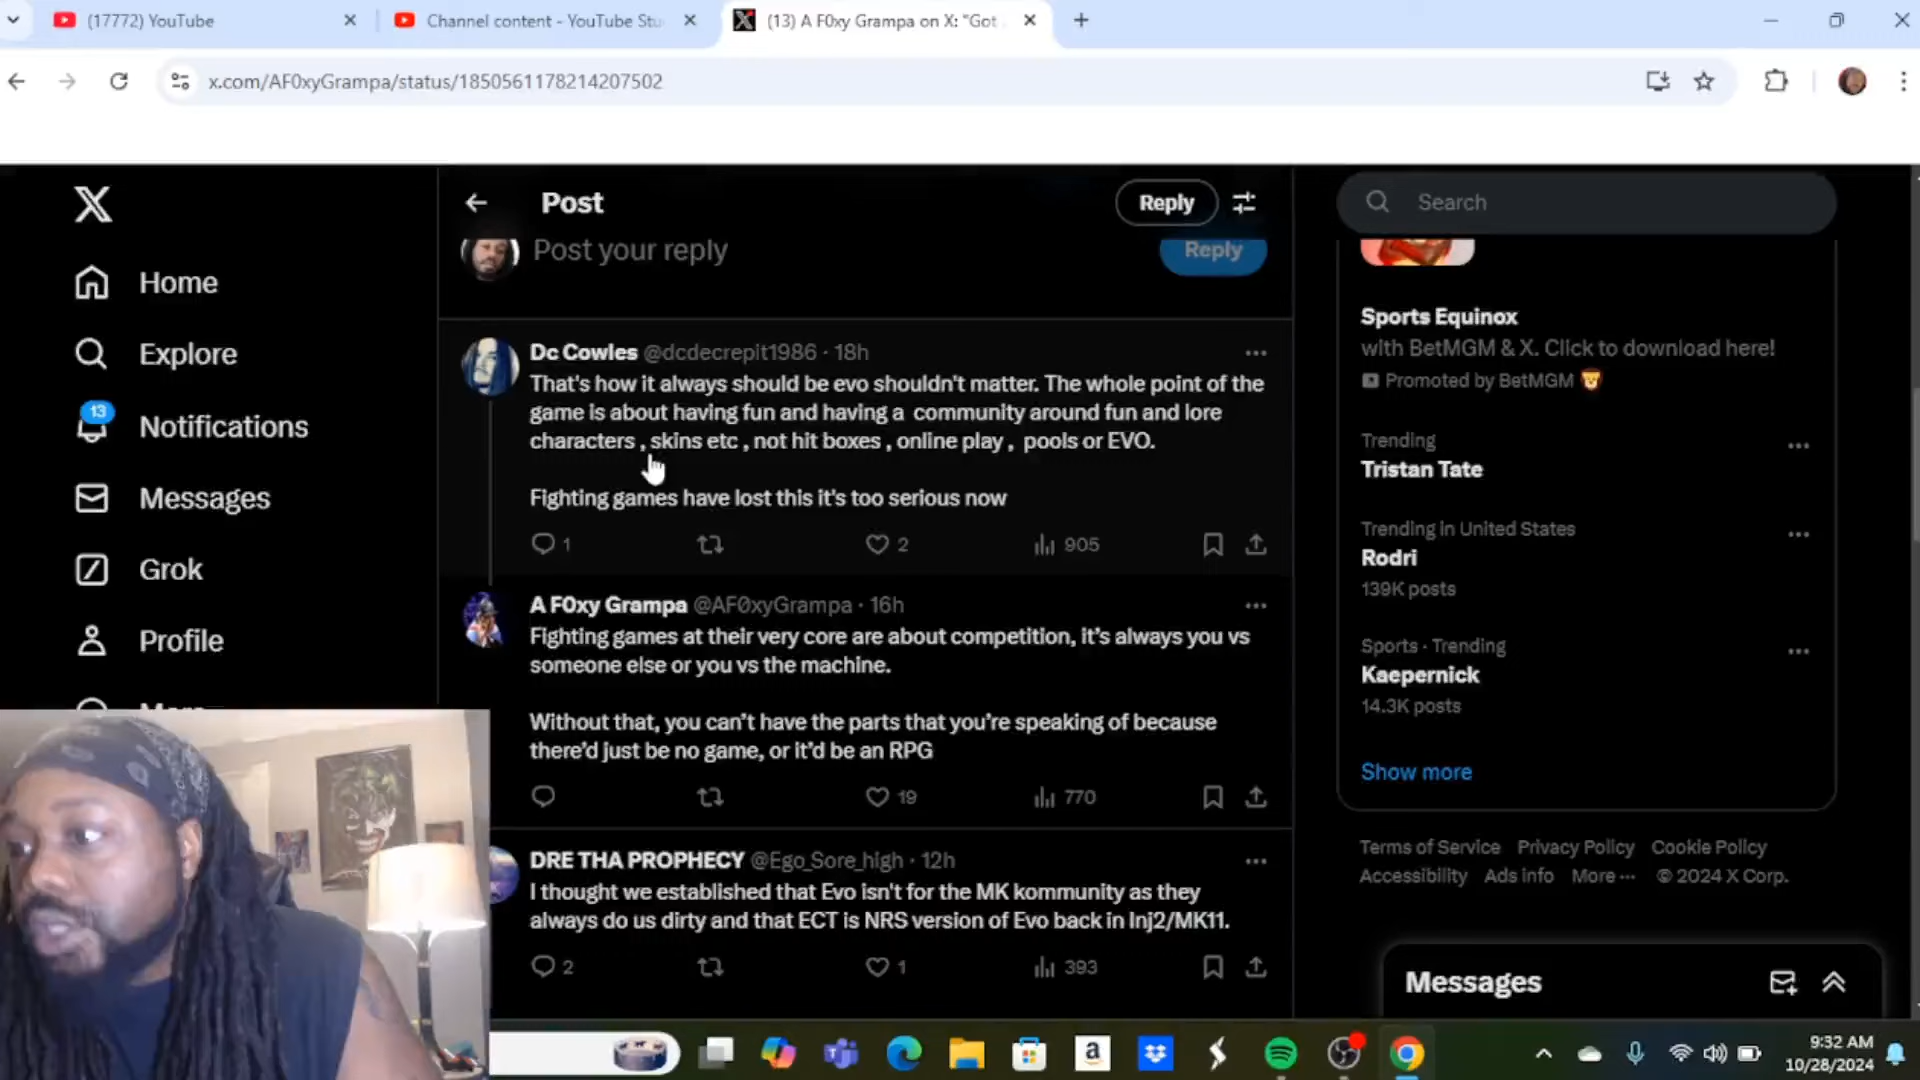 (17772) YouTube
Channel content - YouTube Stu
(13) A F0xy Grampa on X: "Got
x.com/AF0xyGrampa/status/1850561178214207502
Post
Reply
Search
Post your reply
Reply
Home
Explore
13
Notifications
Messages
Grok
Profile
Dc Cowles @dcdecrepit1986 · 18h
That's how it always should be evo shouldn't matter. The whole point of the
game is about having fun and having a community around fun and lore
characters , skins etc , not hit boxes , online play , pools or EVO.
Fighting games have lost this it's too serious now
1
2
905
A F0xy Grampa @AF0xyGrampa · 16h
Fighting games at their very core are about competition, it's always you vs
someone else or you vs the machine.
Without that, you can't have the parts that you're speaking of because
there'd just be no game, or it'd be an RPG
19
770
DRE THA PROPHECY @Ego_Sore_high · 12h
I thought we established that Evo isn't for the MK kommunity as they
always do us dirty and that ECT is NRS version of Evo back in Inj2/MK11.
2
1
393
Sports Equinox
with BetMGM & X. Click to download here!
Promoted by BetMGM
Trending
Tristan Tate
Trending in United States
Rodri
139K posts
Sports · Trending
Kaepernick
14.3K posts
Show more
Terms of Service Privacy Policy Cookie Policy
Accessibility Ads info More ··· © 2024 X Corp.
Messages
9:32 AM
10/28/2024